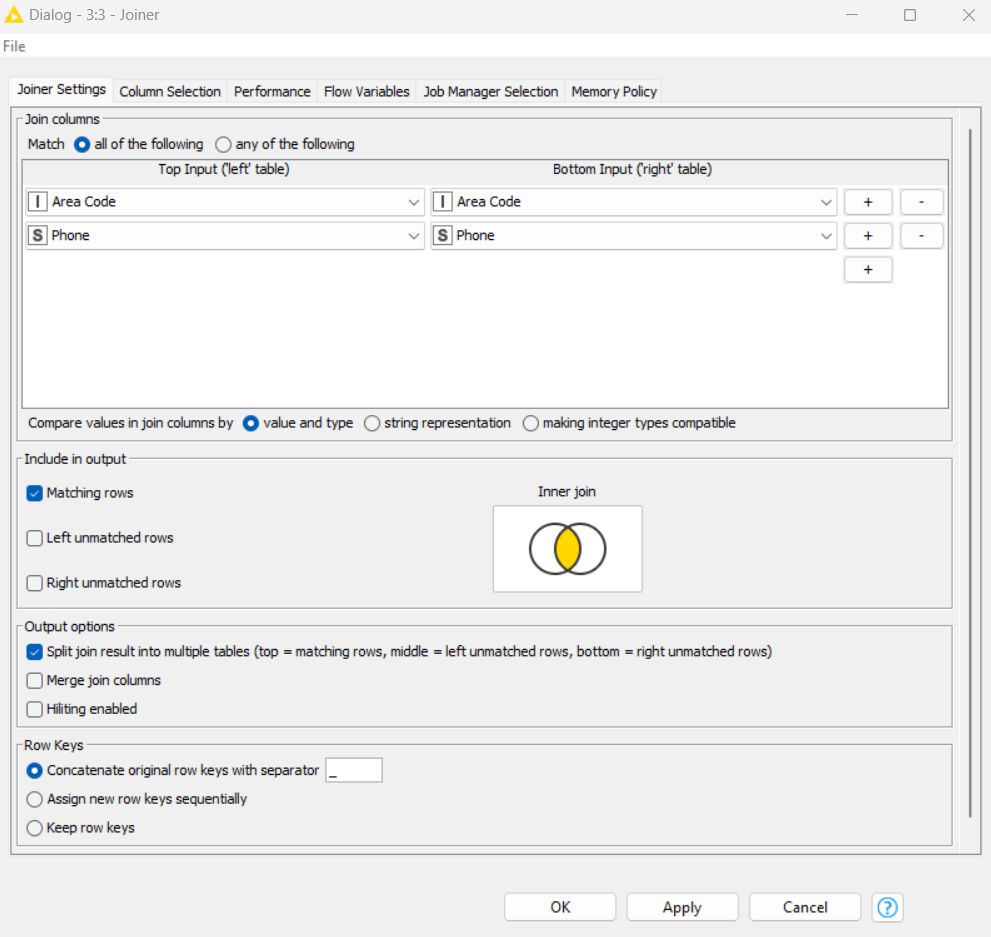 Dialog - 3:3 - Joiner
File
Joiner Settings Column Selection Performance Flow Variables Job Manager Selection Memory Policy
Join columns
Match all of the following any of the following
Top Input ('left' table) Bottom Input ('right' table)
I Area Code I Area Code + -
S Phone S Phone + -
+
Compare values in join columns by value and type string representation making integer types compatible
Include in output
Matching rows
Inner join
Left unmatched rows
Right unmatched rows
Output options
Split join result into multiple tables (top = matching rows, middle = left unmatched rows, bottom = right unmatched rows)
Merge join columns
Hiliting enabled
Row Keys
Concatenate original row keys with separator _
Assign new row keys sequentially
Keep row keys
OK Apply Cancel ?